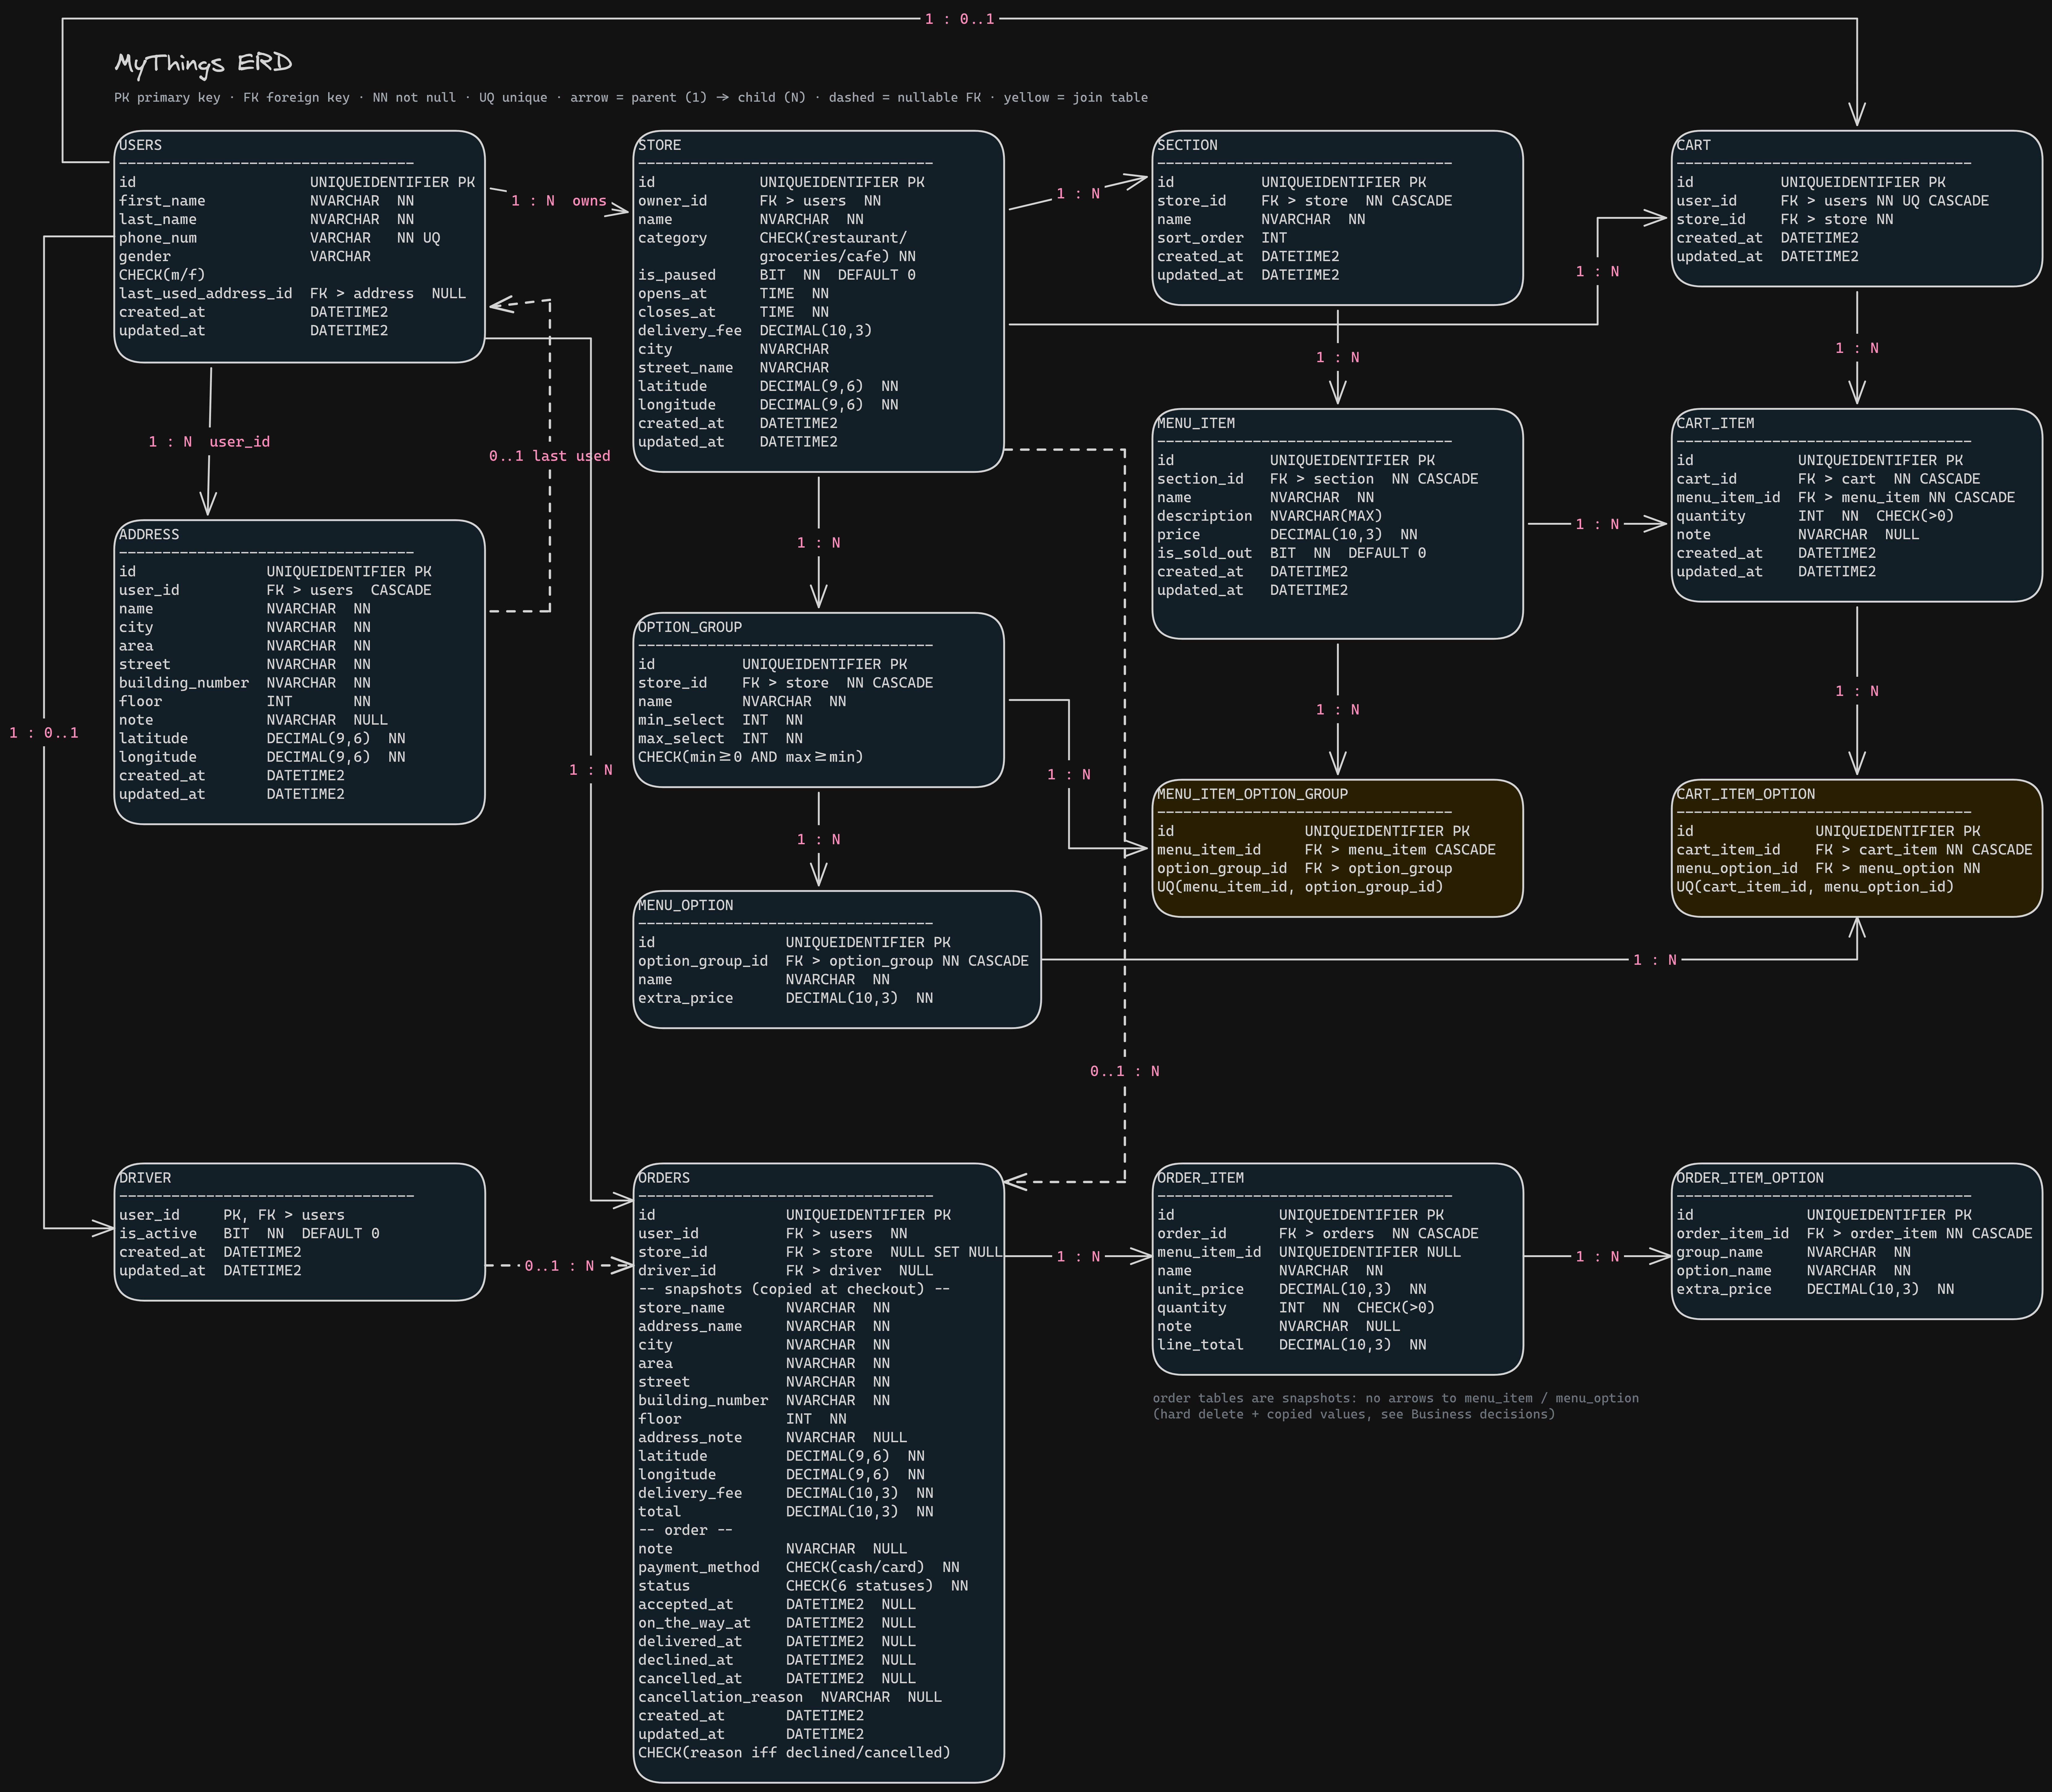 1 : 0..1
MyThings ERD
PK primary key · FK foreign key · NN not null · UQ unique · arrow = parent (1) → child (N) · dashed = nullable FK · yellow = join table
USERS
----------------------------------
id UNIQUEIDENTIFIER PK
first_name NVARCHAR NN
last_name NVARCHAR NN
phone_num VARCHAR NN UQ
gender VARCHAR
CHECK(m/f)
last_used_address_id FK > address NULL
created_at DATETIME2
updated_at DATETIME2
1 : N owns
STORE
----------------------------------
id UNIQUEIDENTIFIER PK
owner_id FK > users NN
name NVARCHAR NN
category CHECK(restaurant/
groceries/cafe) NN
is_paused BIT NN DEFAULT 0
opens_at TIME NN
closes_at TIME NN
delivery_fee DECIMAL(10,3)
city NVARCHAR
street_name NVARCHAR
latitude DECIMAL(9,6) NN
longitude DECIMAL(9,6) NN
created_at DATETIME2
updated_at DATETIME2
1 : N
SECTION
----------------------------------
id UNIQUEIDENTIFIER PK
store_id FK > store NN CASCADE
name NVARCHAR NN
sort_order INT
created_at DATETIME2
updated_at DATETIME2
1 : N
CART
----------------------------------
id UNIQUEIDENTIFIER PK
user_id FK > users NN UQ CASCADE
store_id FK > store NN
created_at DATETIME2
updated_at DATETIME2
1 : N
1 : N
1 : N user_id
0..1 last used
MENU_ITEM
----------------------------------
id UNIQUEIDENTIFIER PK
section_id FK > section NN CASCADE
name NVARCHAR NN
description NVARCHAR(MAX)
price DECIMAL(10,3) NN
is_sold_out BIT NN DEFAULT 0
created_at DATETIME2
updated_at DATETIME2
1 : N
CART_ITEM
----------------------------------
id UNIQUEIDENTIFIER PK
cart_id FK > cart NN CASCADE
menu_item_id FK > menu_item NN CASCADE
quantity INT NN CHECK(>0)
note NVARCHAR NULL
created_at DATETIME2
updated_at DATETIME2
ADDRESS
----------------------------------
id UNIQUEIDENTIFIER PK
user_id FK > users CASCADE
name NVARCHAR NN
city NVARCHAR NN
area NVARCHAR NN
street NVARCHAR NN
building_number NVARCHAR NN
floor INT NN
note NVARCHAR NULL
latitude DECIMAL(9,6) NN
longitude DECIMAL(9,6) NN
created_at DATETIME2
updated_at DATETIME2
1 : N
OPTION_GROUP
----------------------------------
id UNIQUEIDENTIFIER PK
store_id FK > store NN CASCADE
name NVARCHAR NN
min_select INT NN
max_select INT NN
CHECK(min≥0 AND max≥min)
1 : N
1 : N
1 : 0..1
1 : N
1 : N
1 : N
MENU_ITEM_OPTION_GROUP
----------------------------------
id UNIQUEIDENTIFIER PK
menu_item_id FK > menu_item CASCADE
option_group_id FK > option_group
UQ(menu_item_id, option_group_id)
CART_ITEM_OPTION
----------------------------------
id UNIQUEIDENTIFIER PK
cart_item_id FK > cart_item NN CASCADE
menu_option_id FK > menu_option NN
UQ(cart_item_id, menu_option_id)
MENU_OPTION
----------------------------------
id UNIQUEIDENTIFIER PK
option_group_id FK > option_group NN CASCADE
name NVARCHAR NN
extra_price DECIMAL(10,3) NN
1 : N
0..1 : N
DRIVER
----------------------------------
user_id PK, FK > users
is_active BIT NN DEFAULT 0
created_at DATETIME2
updated_at DATETIME2
0..1 : N
ORDERS
----------------------------------
id UNIQUEIDENTIFIER PK
user_id FK > users NN
store_id FK > store NULL SET NULL
driver_id FK > driver NULL
-- snapshots (copied at checkout) --
store_name NVARCHAR NN
address_name NVARCHAR NN
city NVARCHAR NN
area NVARCHAR NN
street NVARCHAR NN
building_number NVARCHAR NN
floor INT NN
address_note NVARCHAR NULL
latitude DECIMAL(9,6) NN
longitude DECIMAL(9,6) NN
delivery_fee DECIMAL(10,3) NN
total DECIMAL(10,3) NN
-- order --
note NVARCHAR NULL
payment_method CHECK(cash/card) NN
status CHECK(6 statuses) NN
accepted_at DATETIME2 NULL
on_the_way_at DATETIME2 NULL
delivered_at DATETIME2 NULL
declined_at DATETIME2 NULL
cancelled_at DATETIME2 NULL
cancellation_reason NVARCHAR NULL
created_at DATETIME2
updated_at DATETIME2
CHECK(reason iff declined/cancelled)
1 : N
ORDER_ITEM
----------------------------------
id UNIQUEIDENTIFIER PK
order_id FK > orders NN CASCADE
menu_item_id UNIQUEIDENTIFIER NULL
name NVARCHAR NN
unit_price DECIMAL(10,3) NN
quantity INT NN CHECK(>0)
note NVARCHAR NULL
line_total DECIMAL(10,3) NN
1 : N
ORDER_ITEM_OPTION
----------------------------------
id UNIQUEIDENTIFIER PK
order_item_id FK > order_item NN CASCADE
group_name NVARCHAR NN
option_name NVARCHAR NN
extra_price DECIMAL(10,3) NN
order tables are snapshots: no arrows to menu_item / menu_option
(hard delete + copied values, see Business decisions)